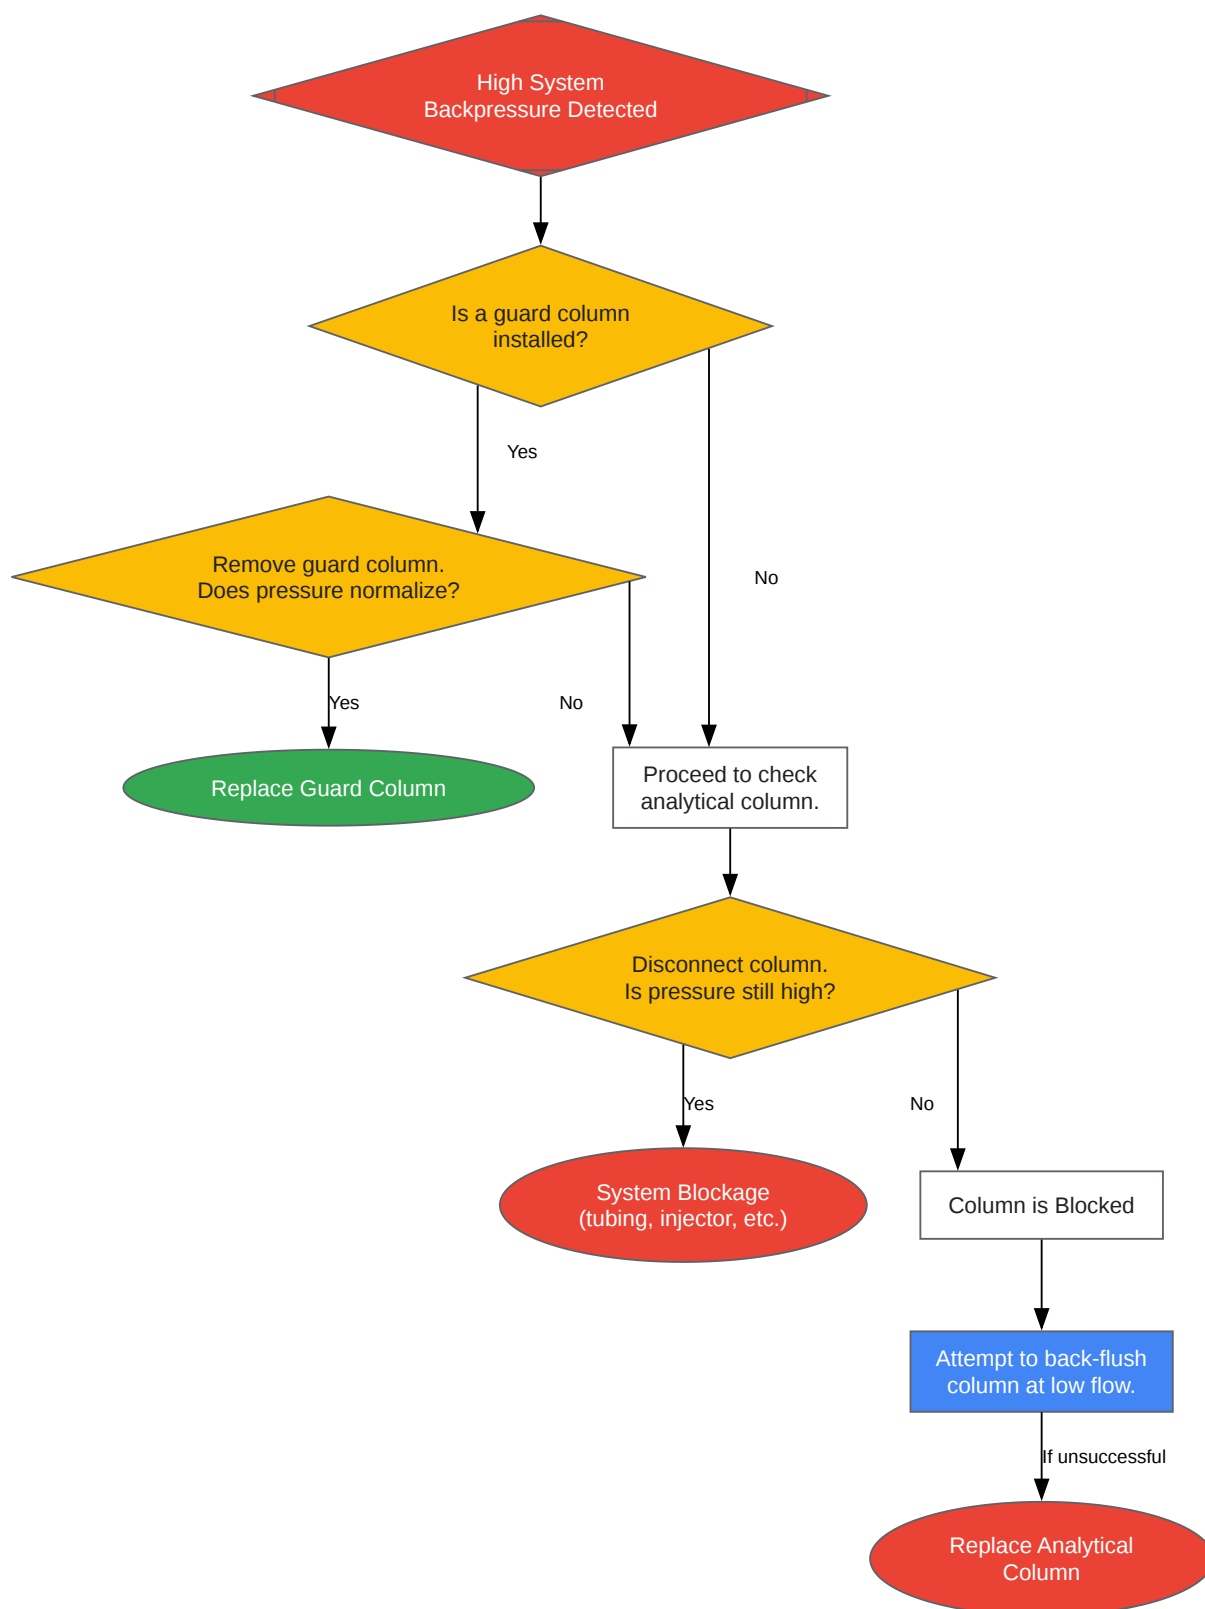 High System
Backpressure Detected
Is a guard column
installed?
Yes
Remove guard column.
Does pressure normalize?
No
Yes
No
Proceed to check
analytical column.
Replace Guard Column
Disconnect column.
Is pressure still high?
Yes
No
System Blockage
(tubing, injector, etc.)
Column is Blocked
Attempt to back-flush
column at low flow.
If unsuccessful
Replace Analytical
Column